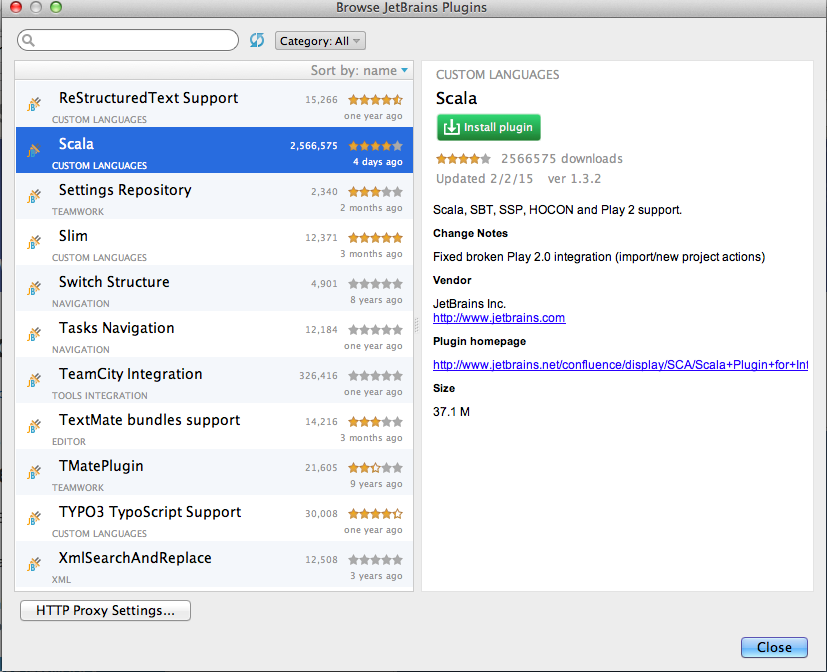 Browse JetBrains Plugins
Category: All
Sort by: name
ReStructuredText Support 15,266
CUSTOM LANGUAGES one year ago
Scala 2,566,575
CUSTOM LANGUAGES 4 days ago
Settings Repository 2,340
TEAMWORK 2 months ago
Slim 12,371
CUSTOM LANGUAGES 3 months ago
Switch Structure 4,901
NAVIGATION 8 years ago
Tasks Navigation 12,184
NAVIGATION one year ago
TeamCity Integration 326,416
TOOLS INTEGRATION one year ago
TextMate bundles support 14,216
EDITOR 3 months ago
TMatePlugin 21,605
TEAMWORK 9 years ago
TYPO3 TypoScript Support 30,008
CUSTOM LANGUAGES one year ago
XmlSearchAndReplace 12,508
XML 3 years ago
CUSTOM LANGUAGES
Scala
Install plugin
2566575 downloads
Updated 2/2/15 ver 1.3.2
Scala, SBT, SSP, HOCON and Play 2 support.
Change Notes
Fixed broken Play 2.0 integration (import/new project actions)
Vendor
JetBrains Inc.
http://www.jetbrains.com
Plugin homepage
http://www.jetbrains.net/confluence/display/SCA/Scala+Plugin+for+Int
Size
37.1 M
HTTP Proxy Settings...
Close